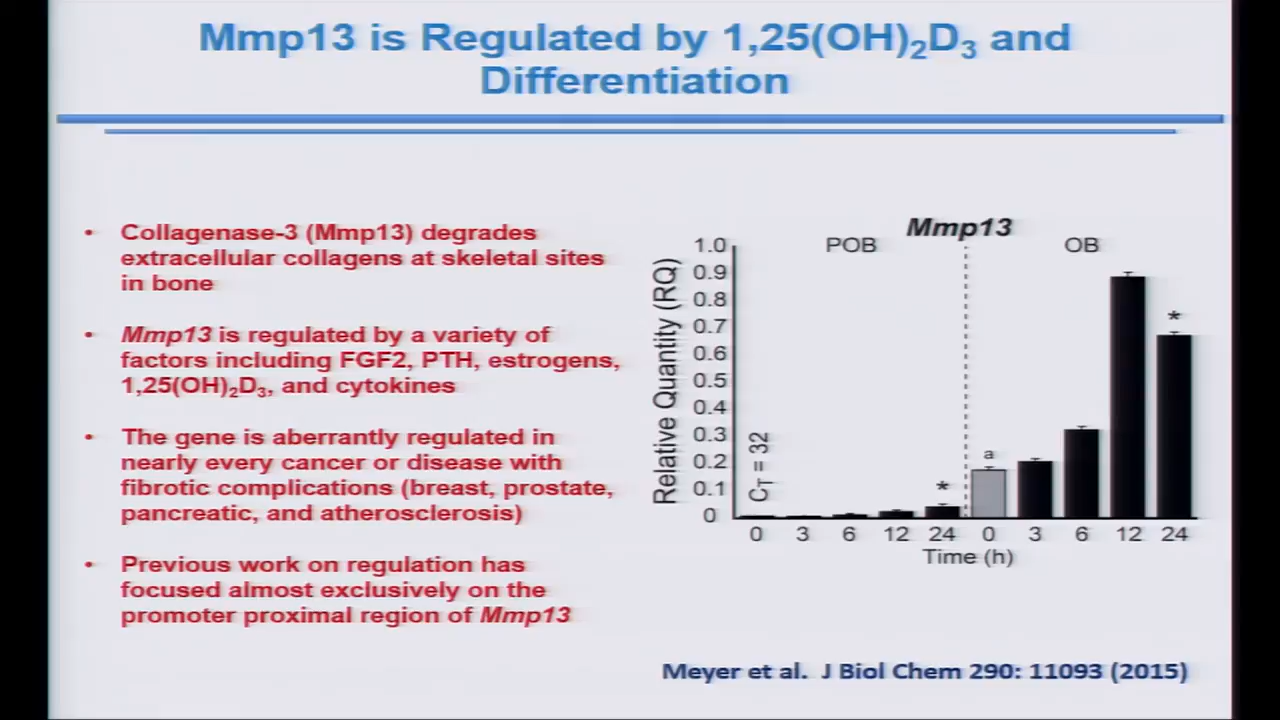 Mmp13 is Regulated by 1,25(OH)₂D₃ and
Differentiation
• Collagenase-3 (Mmp13) degrades
extracellular collagens at skeletal sites
in bone
• Mmp13 is regulated by a variety of
factors including FGF2, PTH, estrogens,
1,25(OH)₂D₃, and cytokines
• The gene is aberrantly regulated in
nearly every cancer or disease with
fibrotic complications (breast, prostate,
pancreatic, and atherosclerosis)
• Previous work on regulation has
focused almost exclusively on the
promoter proximal region of Mmp13
Mmp13
POB
OB
Relative Quantity (RQ)
1.0
0.9
0.8
0.7
0.6
0.5
0.4
0.3
0.2
0.1
0
C_T = 32
*
a
*
0 3 6 12 24 0 3 6 12 24
Time (h)
Meyer et al. J Biol Chem 290: 11093 (2015)